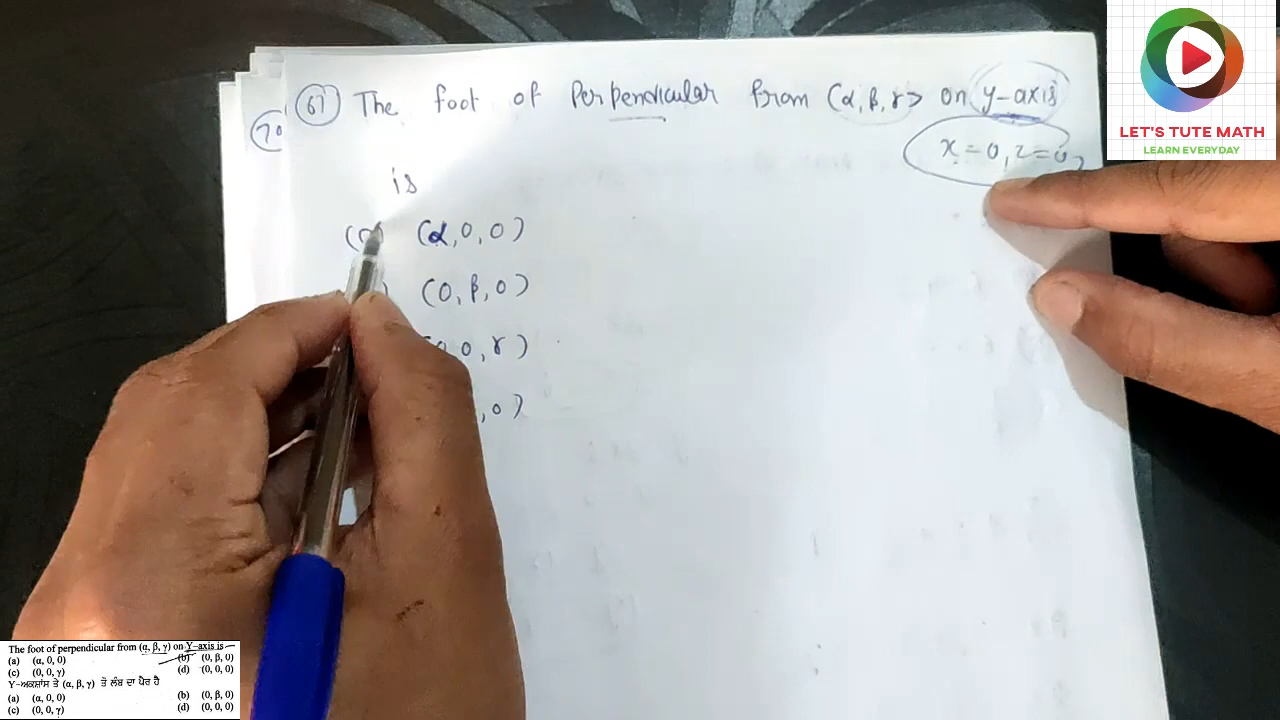 LET'S TUTE MATH
LEARN EVERYDAY
(67) The foot of Perpendicular from (α, β, γ) on y-axis
(70
x=0, z=0,
is
(α, 0, 0)
(0, β, 0)
0, γ)
, 0)
The foot of perpendicular from (α, β, γ) on Y–axis is
(a) (α, 0, 0) (b) (0, β, 0)
(c) (0, 0, γ) (d) (0, 0, 0)
Y–ਅਕਸ਼ਾਂਸ ਤੇ (α, β, γ) ਤੋਂ ਲੰਬ ਦਾ ਪੈਰ ਹੈ
(a) (α, 0, 0) (b) (0, β, 0)
(c) (0, 0, γ) (d) (0, 0, 0)